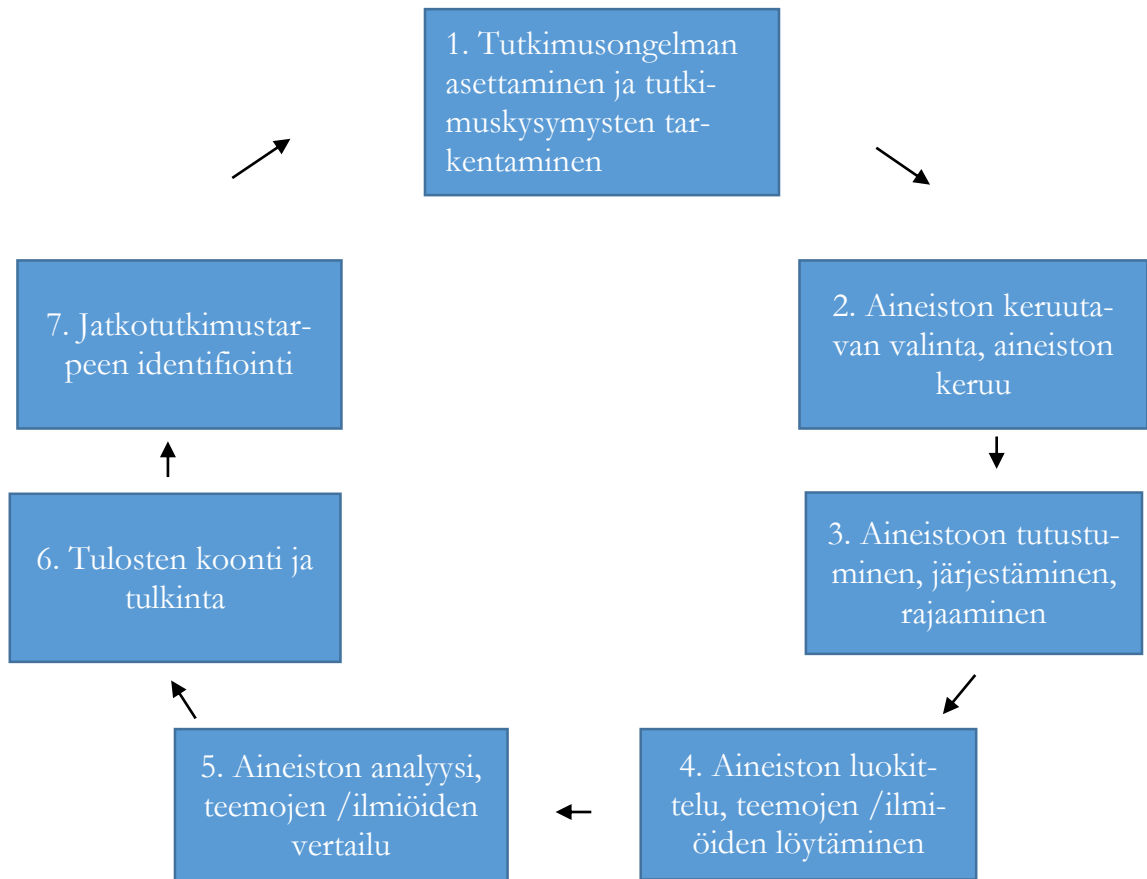 1. Tutkimusongelman
asettaminen ja tutki-
muskysymysten tar-
kentaminen
2. Aineiston keruuta-
van valinta, aineiston
keruu
3. Aineistoon tutustu-
minen, järjestäminen,
rajaaminen
4. Aineiston luokit-
telu, teemojen /ilmi-
öiden löytäminen
5. Aineiston analyysi,
teemojen /ilmiöiden
vertailu
6. Tulosten koonti ja
tulkinta
7. Jatkotutkimustar-
peen identifiointi